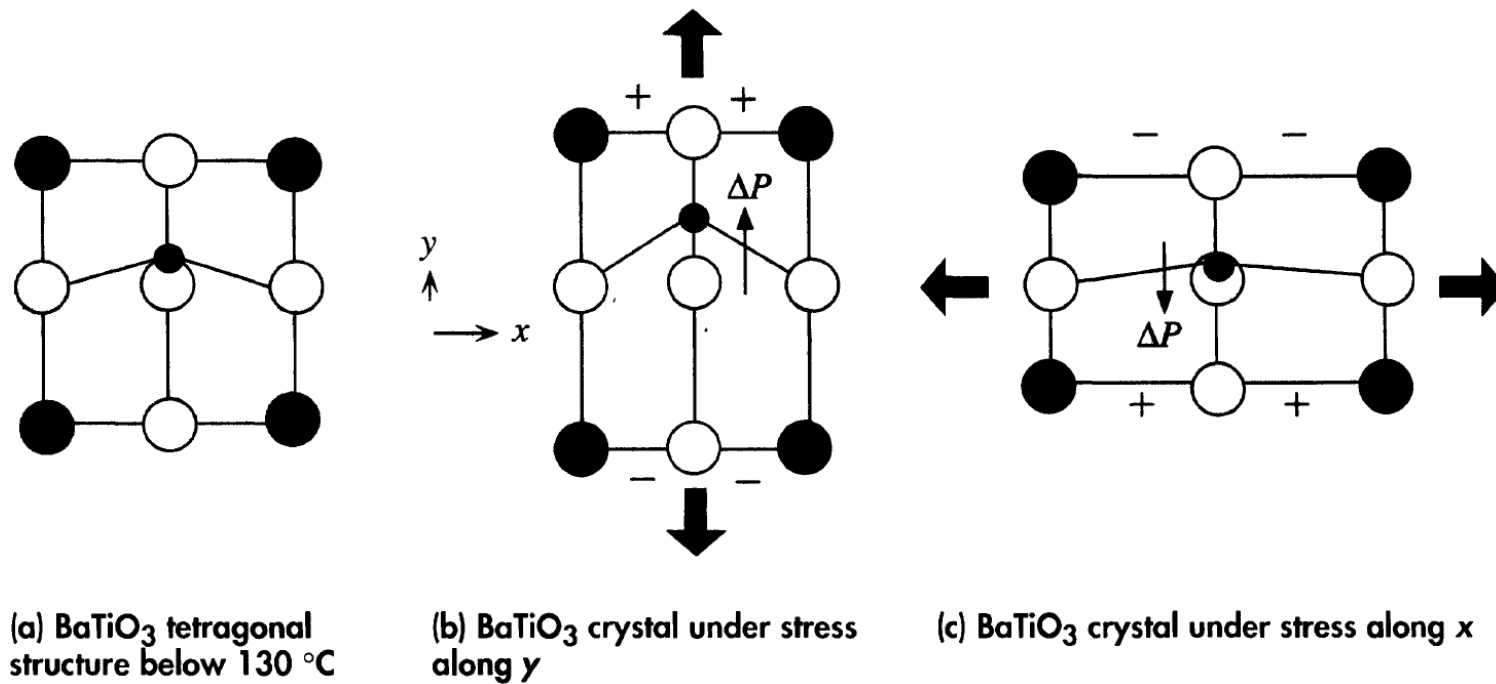 + +
ΔP
y
x
− −
− −
ΔP
+ +
(a) BaTiO₃ tetragonal
structure below 130 °C
(b) BaTiO₃ crystal under stress
along y
(c) BaTiO₃ crystal under stress along x